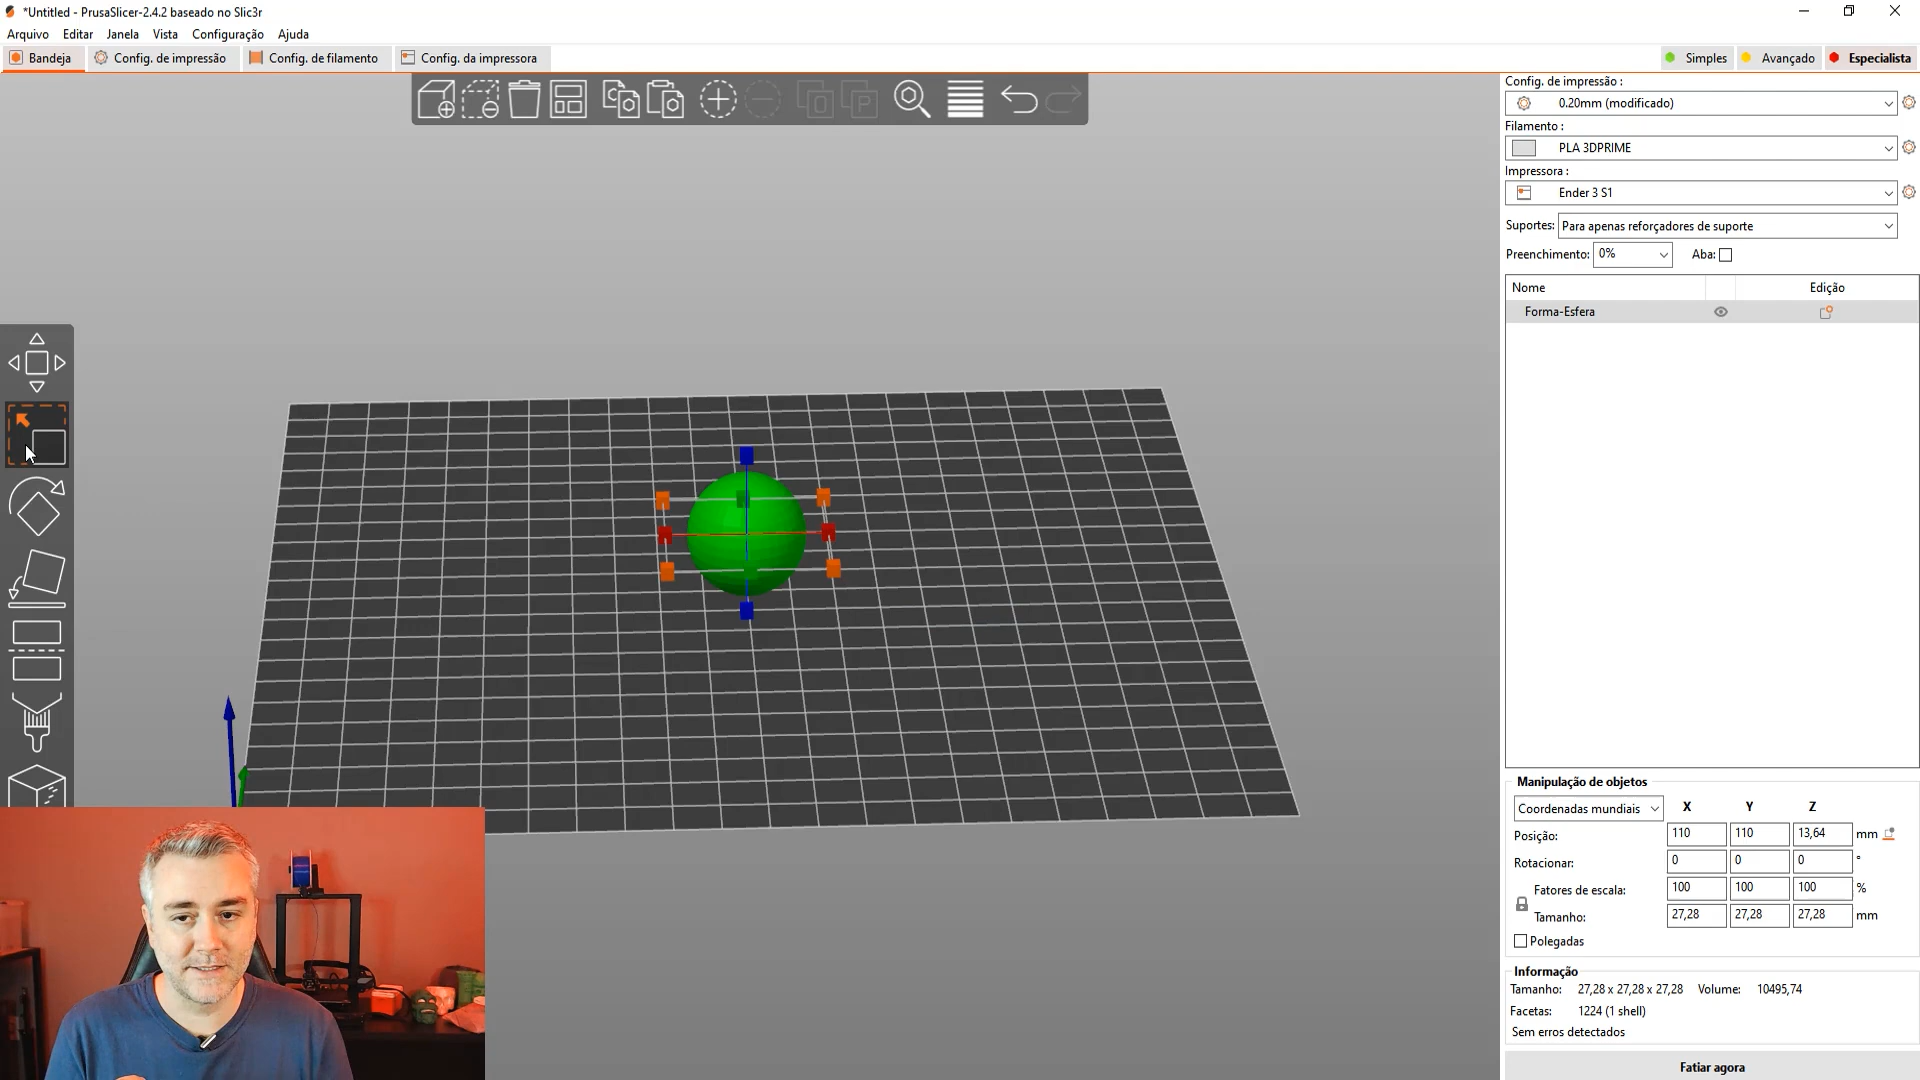 *Untitled - PrusaSlicer-2.4.2 baseado no Slic3r
Arquivo Editar Janela Vista Configuração Ajuda
Bandeja Config. de impressão Config. de filamento Config. da impressora Simples Avançado Especialista
Config. de impressão :
0.20mm (modificado)
Filamento :
PLA 3DPRIME
Impressora :
Ender 3 S1
Suportes: Para apenas reforçadores de suporte
Preenchimento: 0% Aba:
Nome Edição
Forma-Esfera
Manipulação de objetos
Coordenadas mundiais X Y Z
Posição: 110 110 13,64 mm
Rotacionar: 0 0 0 °
Fatores de escala: 100 100 100 %
Tamanho: 27,28 27,28 27,28 mm
Polegadas
Informação
Tamanho: 27,28 x 27,28 x 27,28 Volume: 10495,74
Facetas: 1224 (1 shell)
Sem erros detectados
Fatiar agora